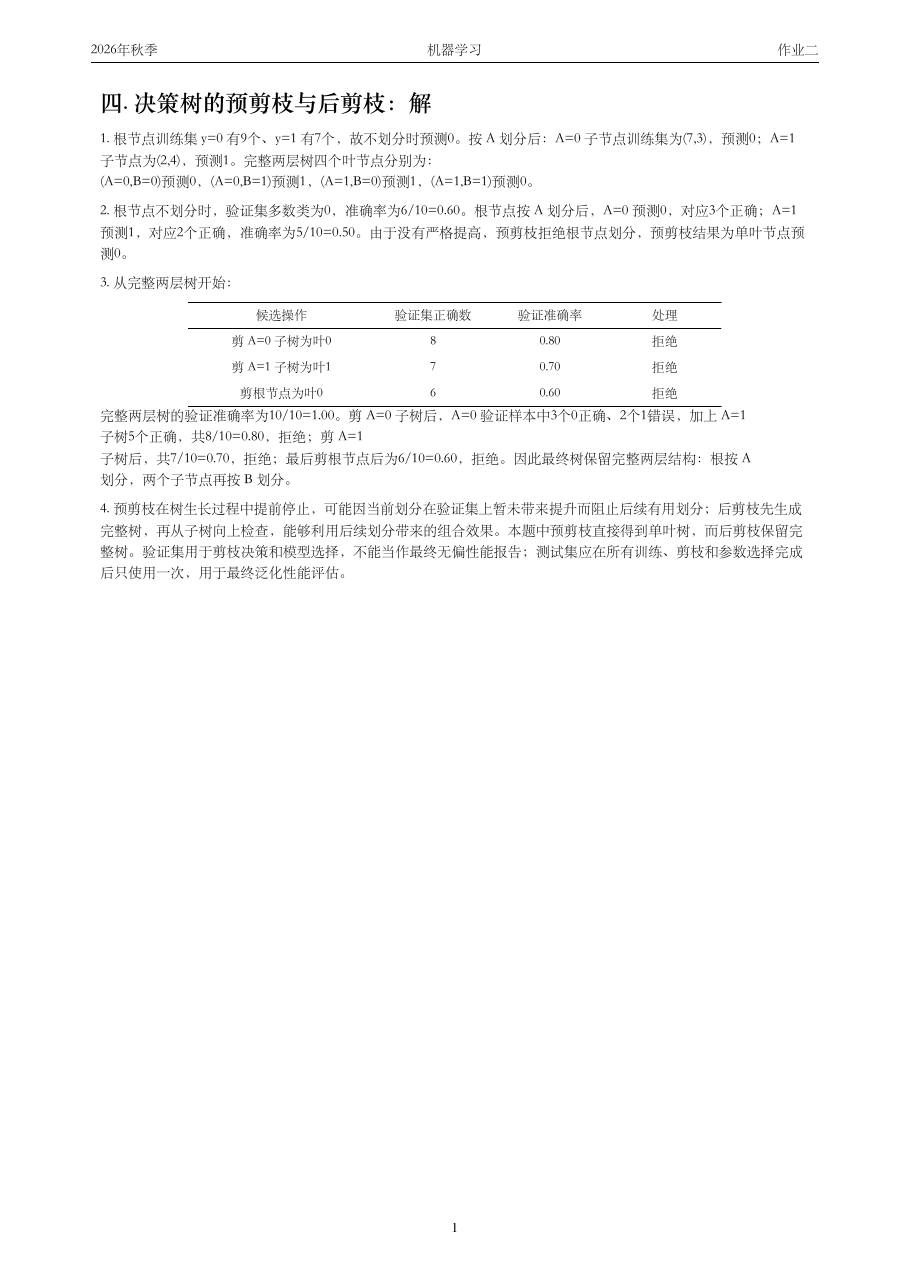 2026年秋季 机器学习 作业二
四. 决策树的预剪枝与后剪枝：解
1. 根节点训练集 y=0 有9个、y=1 有7个，故不划分时预测0。按 A 划分后：A=0 子节点训练集为(7,3)，预测0；A=1
子节点为(2,4)，预测1。完整两层树四个叶节点分别为：
(A=0,B=0)预测0，(A=0,B=1)预测1，(A=1,B=0)预测1，(A=1,B=1)预测0。
2. 根节点不划分时，验证集多数类为0，准确率为6/10=0.60。根节点按 A 划分后，A=0 预测0，对应3个正确；A=1
预测1，对应2个正确，准确率为5/10=0.50。由于没有严格提高，预剪枝拒绝根节点划分，预剪枝结果为单叶节点预
测0。
3. 从完整两层树开始：
候选操作 验证集正确数 验证准确率 处理
剪 A=0 子树为叶0 8 0.80 拒绝
剪 A=1 子树为叶1 7 0.70 拒绝
剪根节点为叶0 6 0.60 拒绝
完整两层树的验证准确率为10/10=1.00。剪 A=0 子树后，A=0 验证样本中3个0正确、2个1错误，加上 A=1
子树5个正确，共8/10=0.80，拒绝；剪 A=1
子树后，共7/10=0.70，拒绝；最后剪根节点后为6/10=0.60，拒绝。因此最终树保留完整两层结构：根按 A
划分，两个子节点再按 B 划分。
4. 预剪枝在树生长过程中提前停止，可能因当前划分在验证集上暂未带来提升而阻止后续有用划分；后剪枝先生成
完整树，再从子树向上检查，能够利用后续划分带来的组合效果。本题中预剪枝直接得到单叶树，而后剪枝保留完
整树。验证集用于剪枝决策和模型选择，不能当作最终无偏性能报告；测试集应在所有训练、剪枝和参数选择完成
后只使用一次，用于最终泛化性能评估。
1